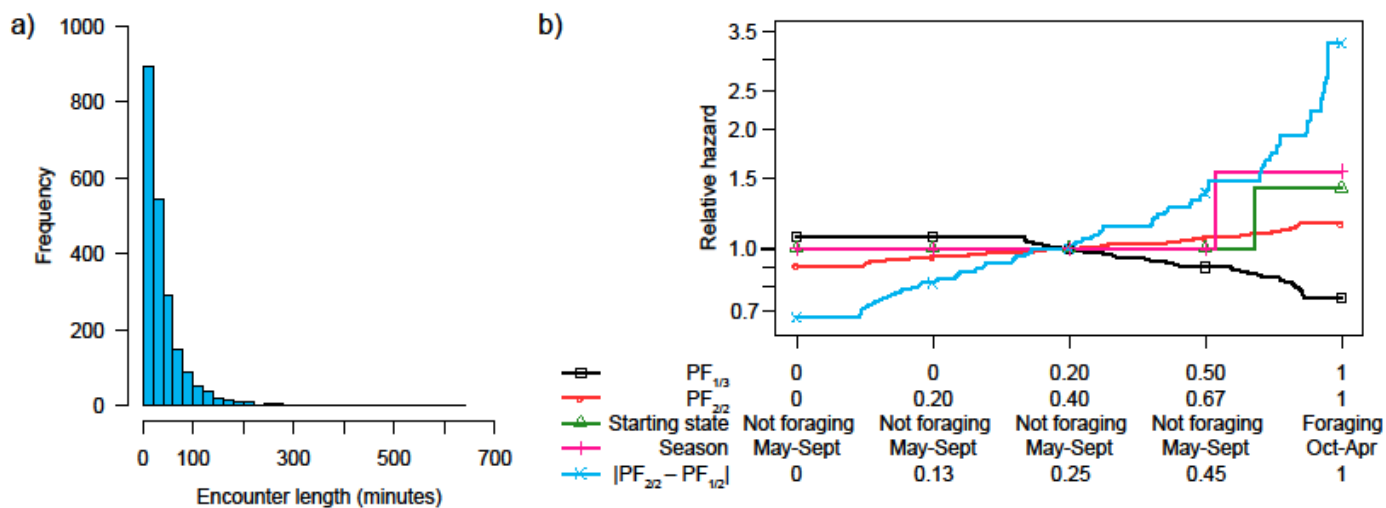 a)
1000
800
600
400
200
0
Frequency
0 100 300 500 700
Encounter length (minutes)
b)
3.5
2.5
2.0
1.5
1.0
0.7
Relative hazard
PF1/3 0 0 0.20 0.50 1
PF2/2 0 0.20 0.40 0.67 1
Starting state Not foraging Not foraging Not foraging Not foraging Foraging
Season May-Sept May-Sept May-Sept May-Sept Oct-Apr
|PF2/2 – PF1/2| 0 0.13 0.25 0.45 1